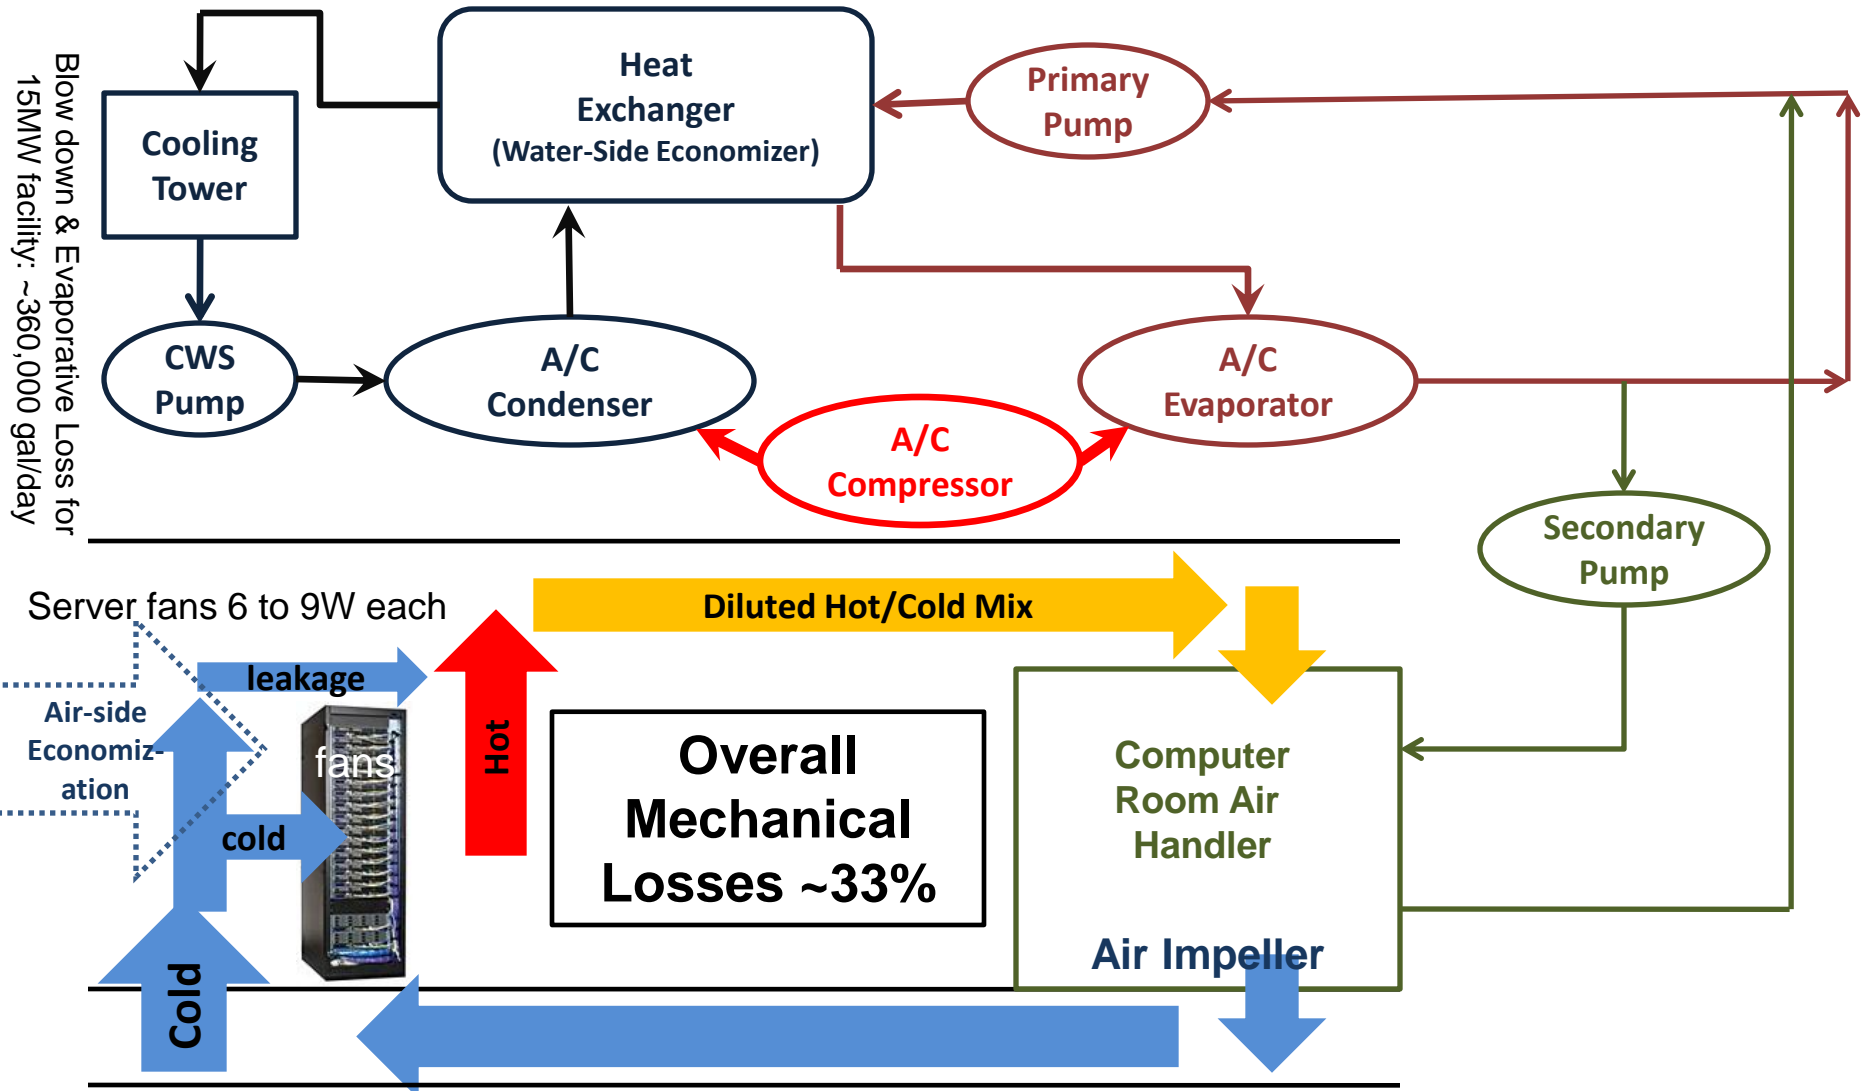 Blow down & Evaporative Loss for
15MW facility: ~360,000 gal/day
Cooling
Tower
Heat
Exchanger
(Water-Side Economizer)
Primary
Pump
CWS
Pump
A/C
Condenser
A/C
Compressor
A/C
Evaporator
Secondary
Pump
Server fans 6 to 9W each
Diluted Hot/Cold Mix
leakage
Air-side
Economiz-
ation
fans
Hot
cold
Cold
Overall
Mechanical
Losses ~33%
Computer
Room Air
Handler
Air Impeller